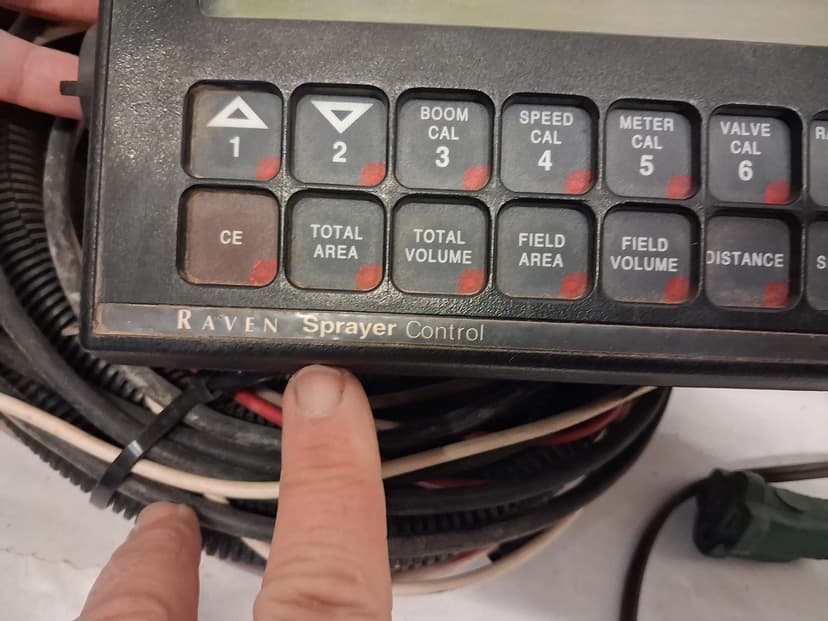 1
2
BOOM
CAL
3
SPEED
CAL
4
METER
CAL
5
VALVE
CAL
6
CE
TOTAL
AREA
TOTAL
VOLUME
FIELD
AREA
FIELD
VOLUME
DISTANCE
RAVEN Sprayer Control